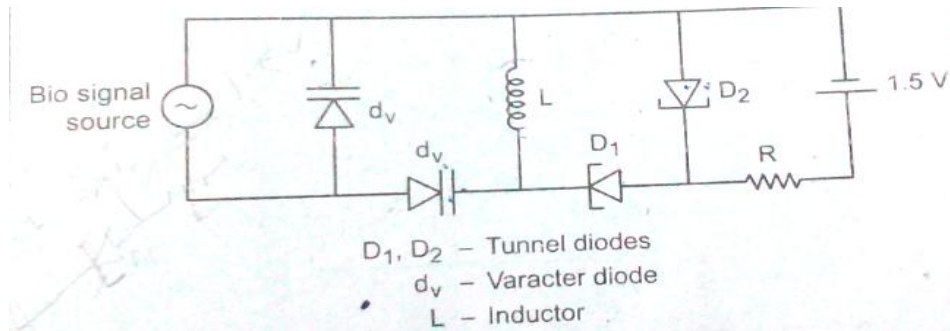 Bio signal
source
d_v
d_v
L
D_1
D_2
R
1.5 V
D_1, D_2 – Tunnel diodes
d_v – Varacter diode
L – Inductor